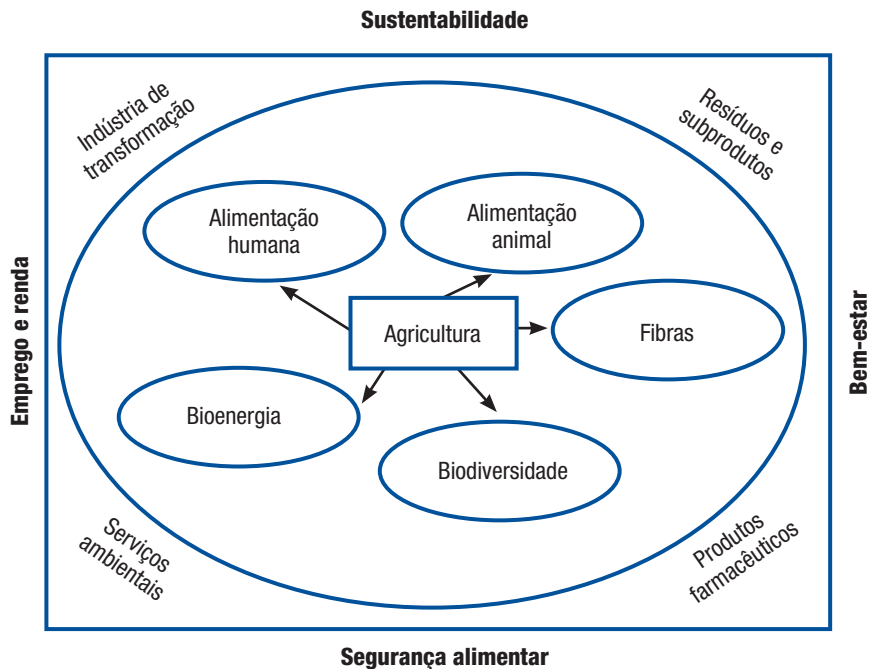 Sustentabilidade
Indústria de
transformação
Resíduos e
subprodutos
Alimentação
humana
Alimentação
animal
Emprego e renda
Agricultura
Fibras
Bem-estar
Bioenergia
Biodiversidade
Serviços
ambientais
Produtos
farmacêuticos
Segurança alimentar